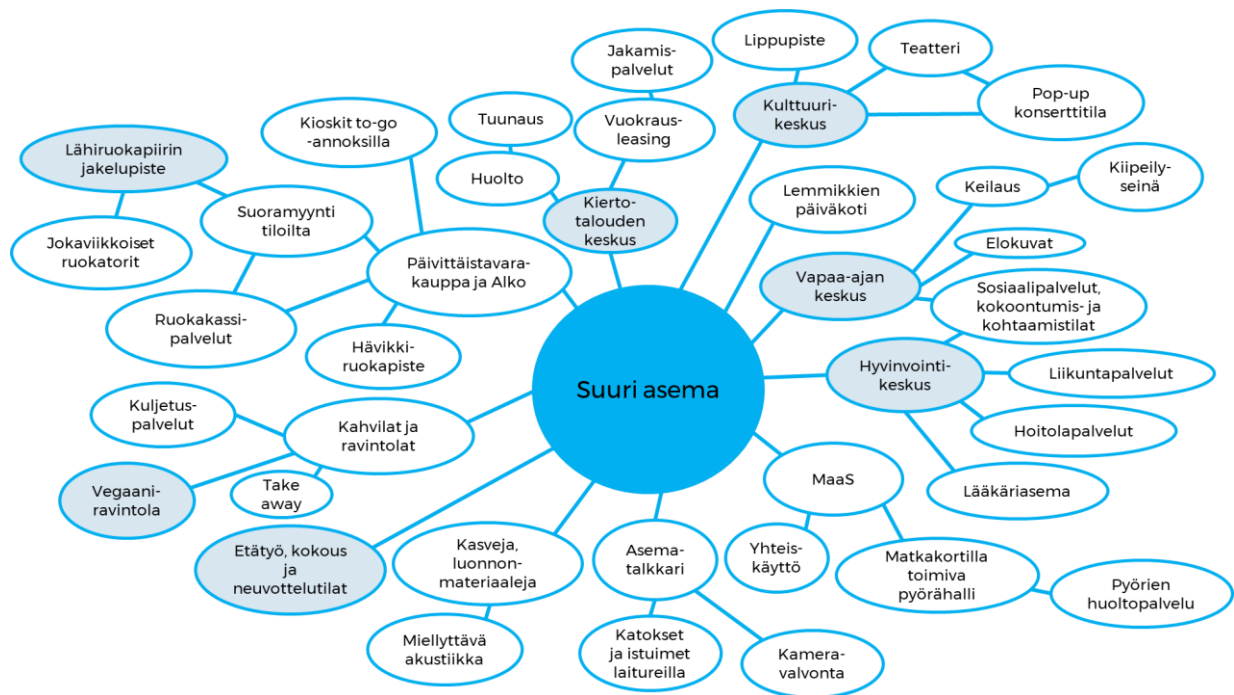 Jakamis-
palvelut
Lippupiste
Teatteri
Kulttuuri-
keskus
Pop-up
konserttitila
Kioskit to-go
-annoksilla
Tuunaus
Vuokraus-
leasing
Lähiruokapiirin
jakelupiste
Huolto
Kierto-
talouden
keskus
Lemmikkien
päiväkoti
Keilaus
Kiipeily-
seinä
Suoramyynti
tiloilta
Jokaviikkoiset
ruokatorit
Päivittäistavara-
kauppa ja Alko
Elokuvat
Vapaa-ajan
keskus
Sosiaalipalvelut,
kokoontumis- ja
kohtaamistilat
Ruokakassi-
palvelut
Hävikki-
ruokapiste
Suuri asema
Hyvinvointi-
keskus
Liikuntapalvelut
Kuljetus-
palvelut
Kahvilat ja
ravintolat
Hoitolapalvelut
Vegaani-
ravintola
Take
away
MaaS
Lääkäriasema
Etätyö, kokous
ja
neuvottelutilat
Kasveja,
luonnon-
materiaaleja
Asema-
talkkari
Yhteis-
käyttö
Matkakortilla
toimiva
pyörähalli
Pyörien
huoltopalvelu
Miellyttävä
akustiikka
Katokset
ja istuimet
laitureilla
Kamera-
valvonta